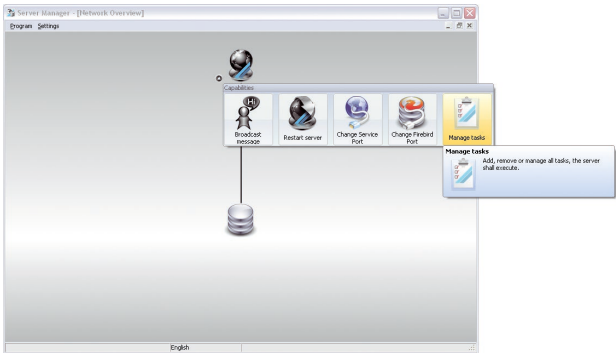 Server Manager - [Network Overview]
Program Settings
Capabilities
Hi
Broadcast message
Restart server
Change Service Port
Change Firebird Port
Manage tasks
Manage tasks
Add, remove or manage all tasks, the server
shall execute.
English